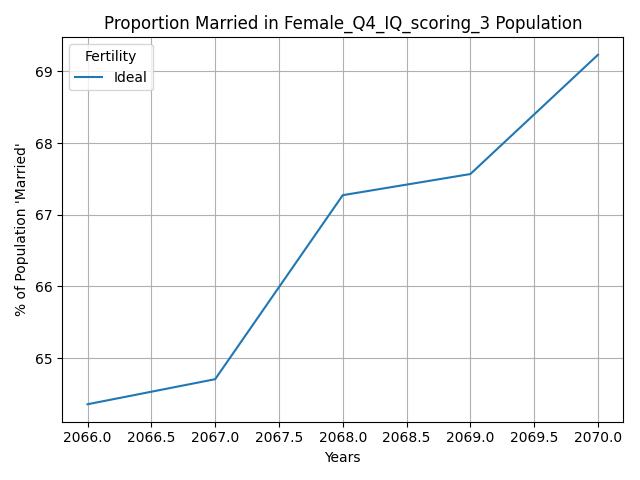 Proportion Married in Female_Q4_IQ_scoring_3 Population
Fertility
Ideal
% of Population 'Married'
69
68
67
66
65
2066.0 2066.5 2067.0 2067.5 2068.0 2068.5 2069.0 2069.5 2070.0
Years